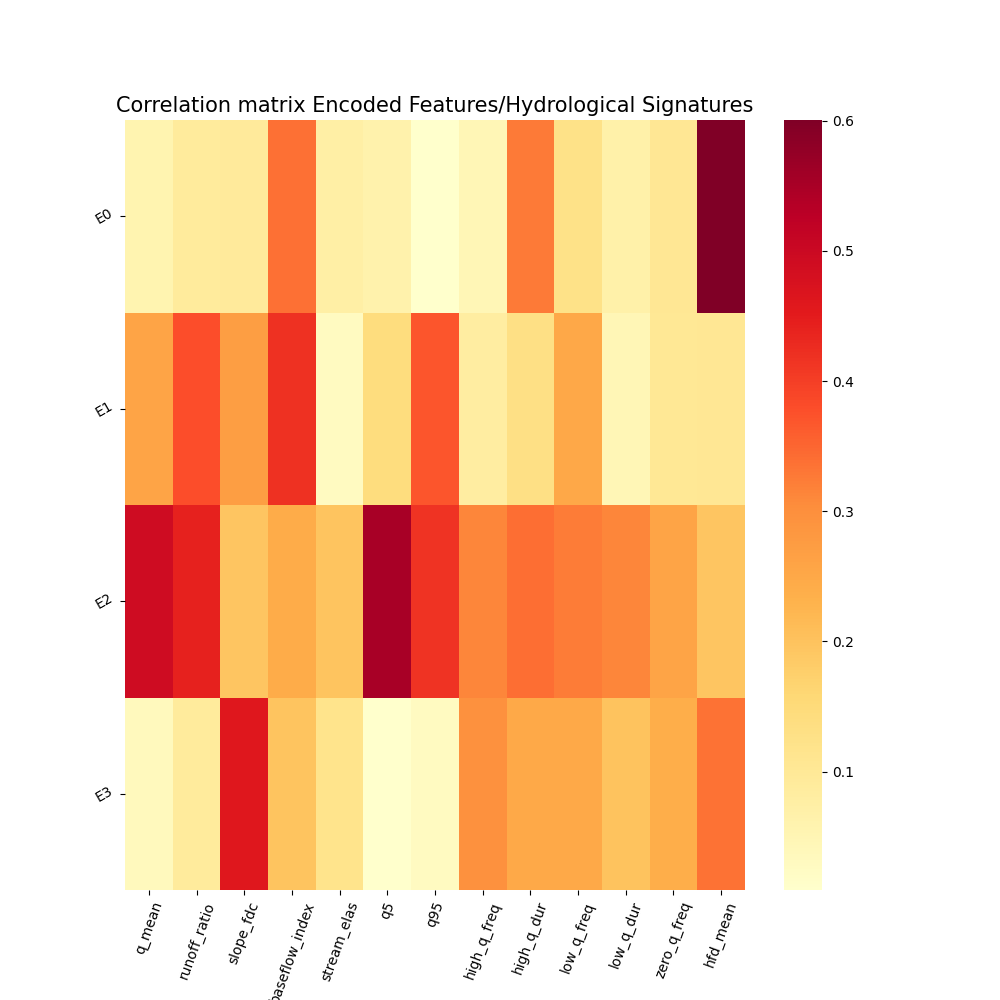 Correlation matrix Encoded Features/Hydrological Signatures
E0
E1
E2
E3
q_mean
runoff_ratio
slope_fdc
baseflow_index
stream_elas
q5
q95
high_q_freq
high_q_dur
low_q_freq
low_q_dur
zero_q_freq
hfd_mean
0.6
0.5
0.4
0.3
0.2
0.1